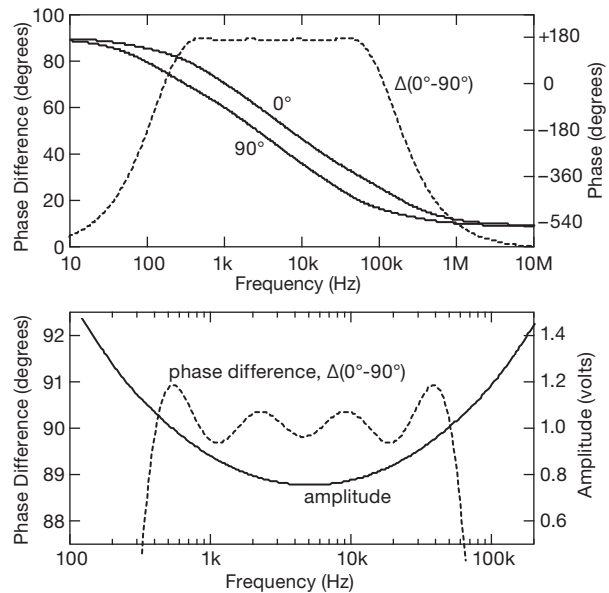 Phase Difference (degrees)
100
80
60
40
20
0
10
100
1k
10k
100k
1M
10M
Frequency (Hz)
0°
90°
Δ(0°-90°)
+180
0
−180
−360
−540
Phase (degrees)
Phase Difference (degrees)
92
91
90
89
88
100
1k
10k
100k
Frequency (Hz)
phase difference, Δ(0°-90°)
amplitude
1.4
1.2
1.0
0.8
0.6
Amplitude (volts)